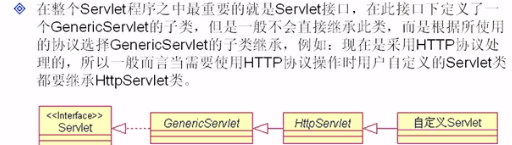 在整个Servlet程序之中最重要的就是Servlet接口，在此接口下定义了一
个GenericServlet的子类，但是一般不会直接继承此类，而是根据所使用
的协议选择GenericServlet的子类继承，例如：现在是采用HTTP协议处
理的，所以一般而言当需要使用HTTP协议操作时用户自定义的Servlet类
都要继承HttpServlet类。
<<Interface>>
Servlet
GenericServlet
HttpServlet
自定义Servlet